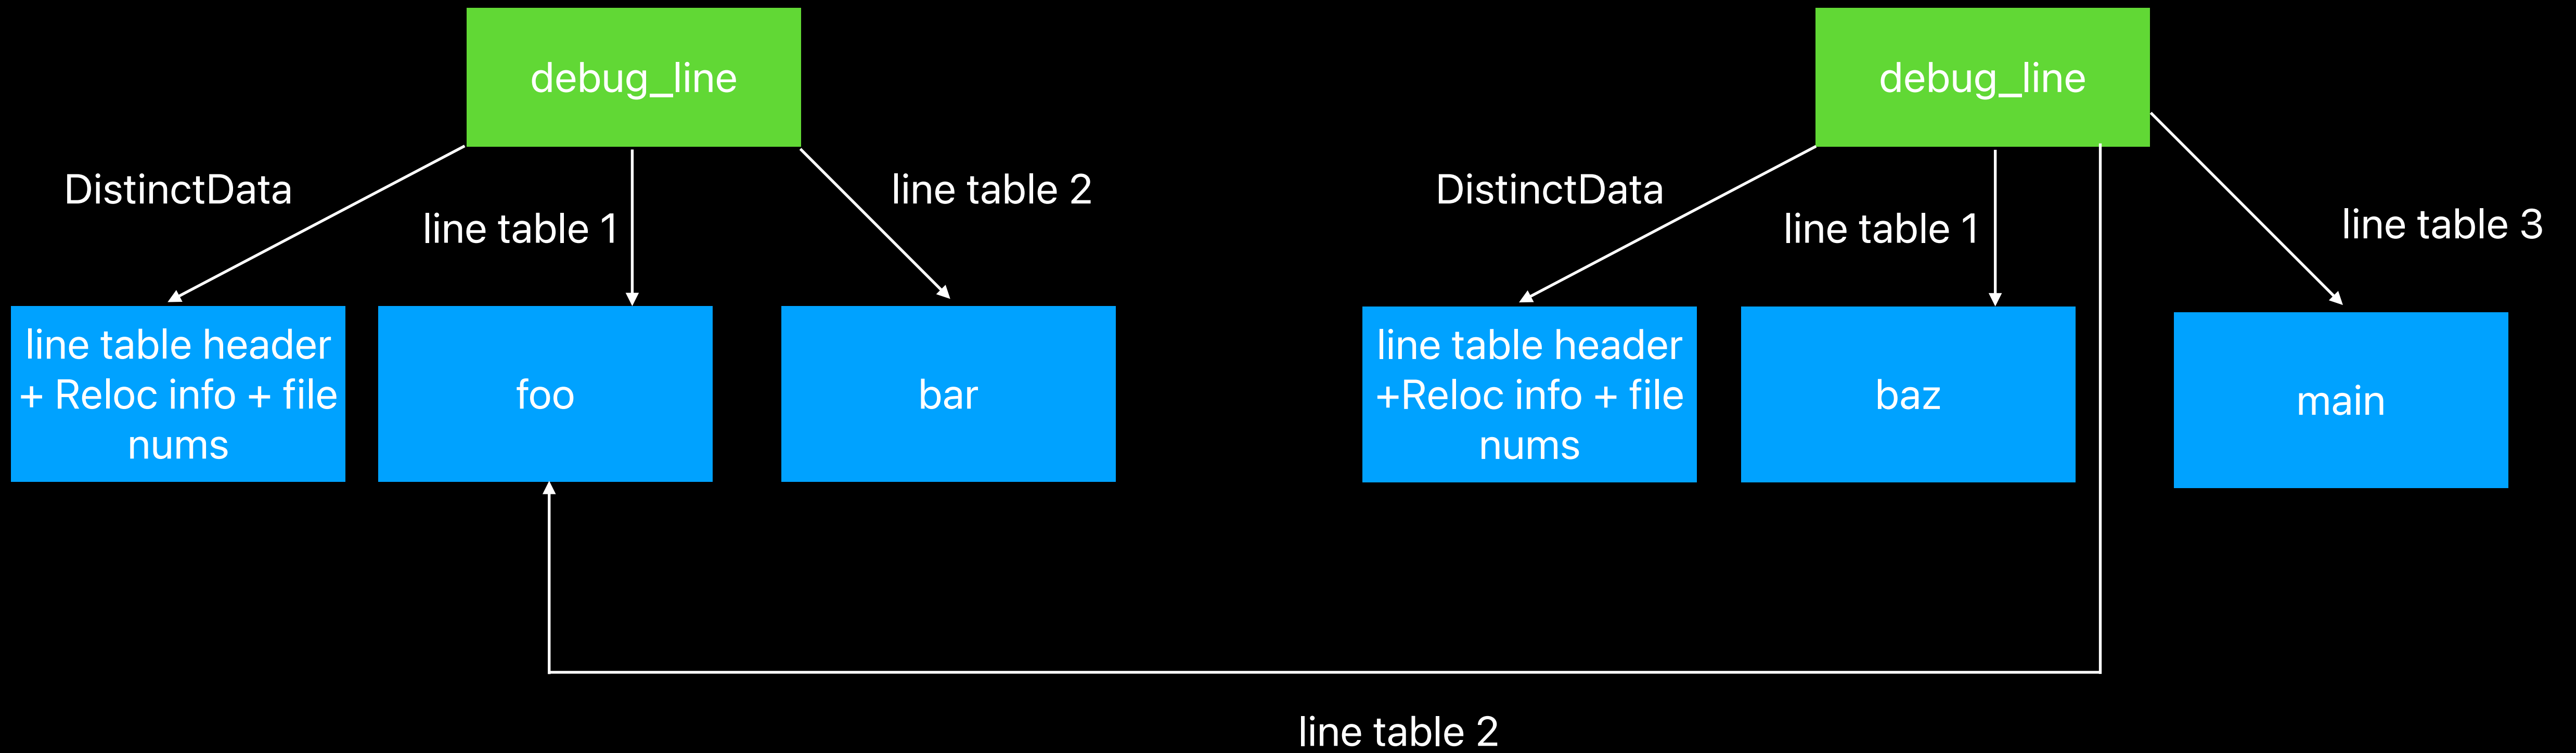 debug_line
debug_line
DistinctData
line table 1
line table 2
DistinctData
line table 1
line table 3
line table header
+ Reloc info + file
nums
foo
bar
line table header
+Reloc info + file
nums
baz
main
line table 2